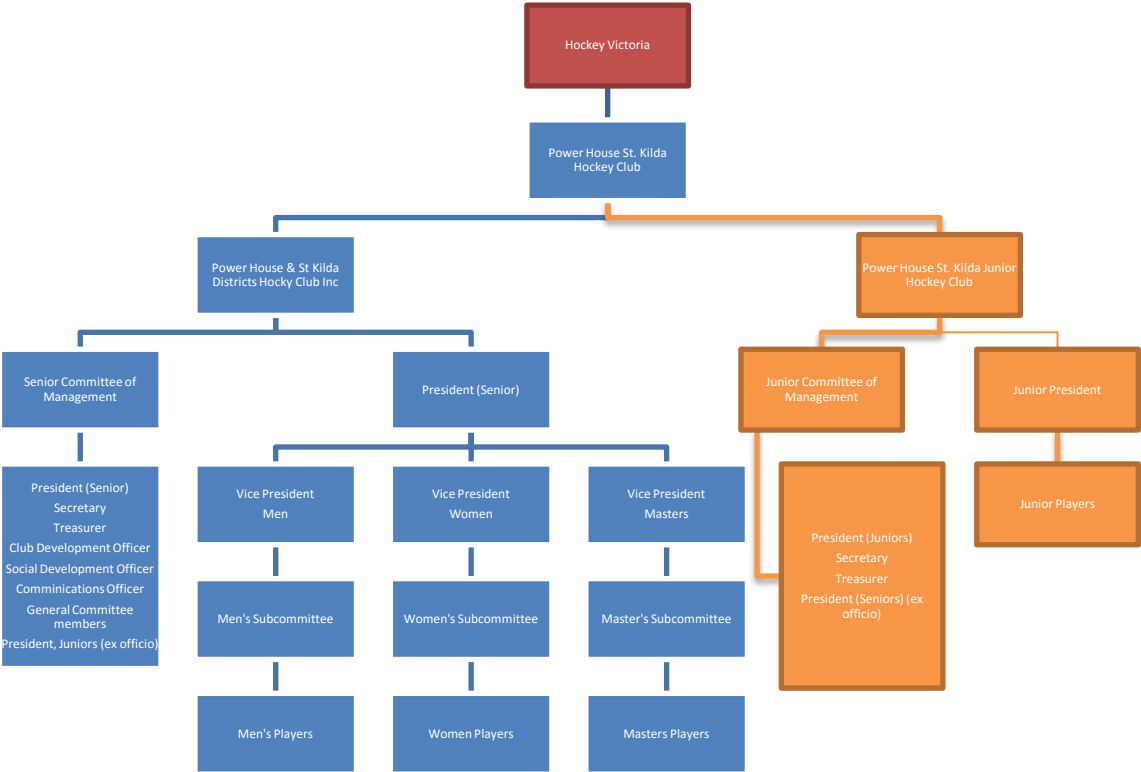 Hockey Victoria
Power House St. Kilda
Hockey Club
Power House & St Kilda
Districts Hocky Club Inc
Power House St. Kilda Junior
Hockey Club
Senior Committee of
Management
President (Senior)
Junior Committee of
Management
Junior President
President (Senior)
Secretary
Treasurer
Club Development Officer
Social Development Officer
Comminications Officer
General Committee
members
President, Juniors (ex officio)
Vice President
Men
Vice President
Women
Vice President
Masters
President (Juniors)
Secretary
Treasurer
President (Seniors) (ex
officio)
Junior Players
Men's Subcommittee
Women's Subcommittee
Master's Subcommittee
Men's Players
Women Players
Masters Players